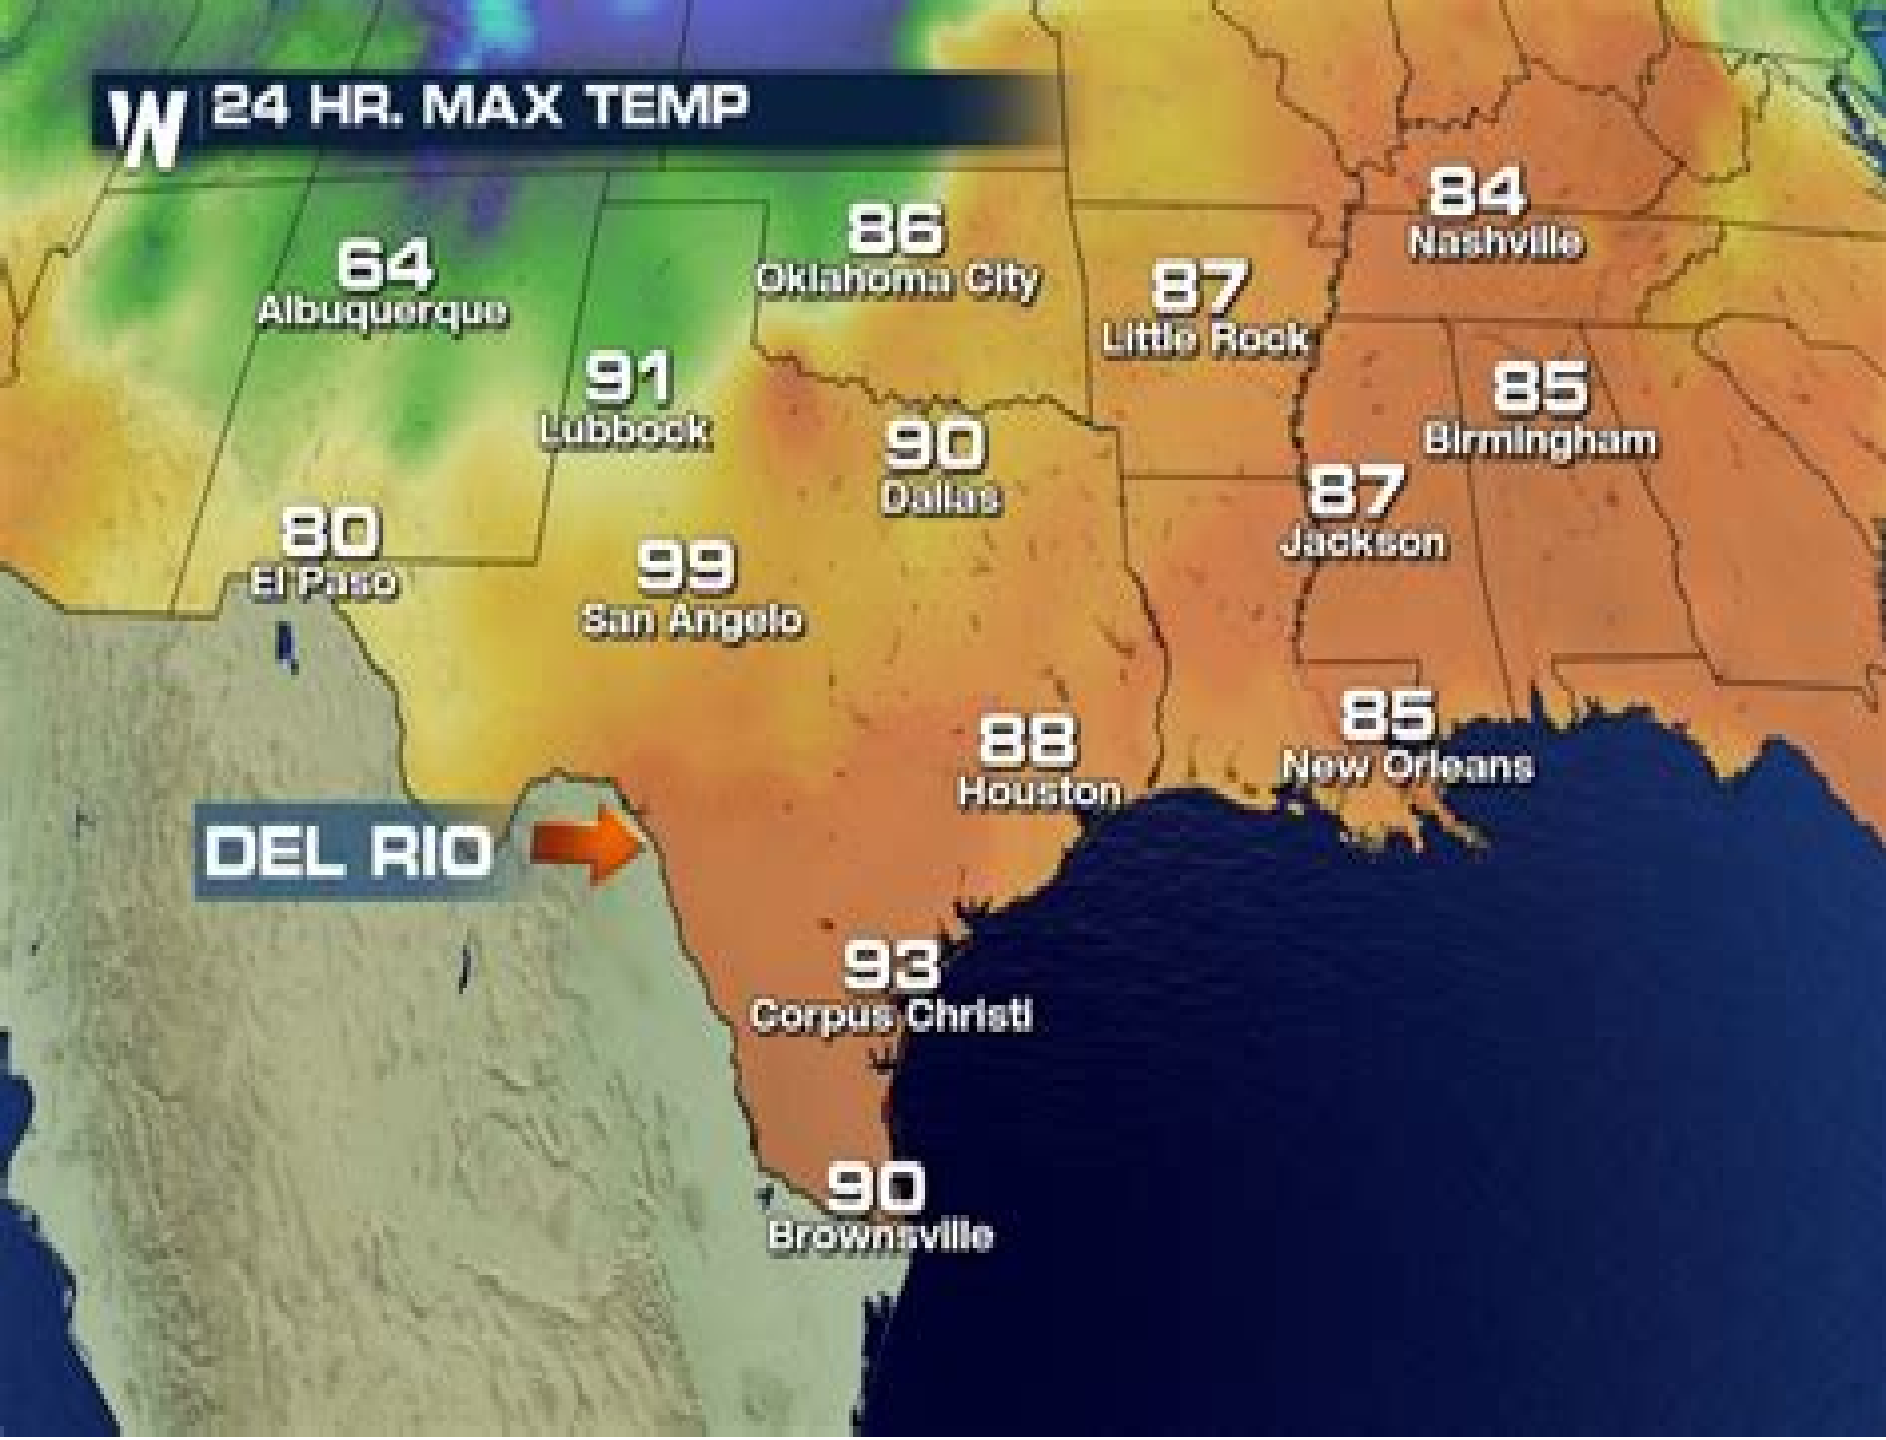 W 24 HR. MAX TEMP
84
Nashville
86
Oklahoma City
64
Albuquerque
87
Little Rock
91
Lubbock
85
Birmingham
90
Dallas
87
Jackson
80
El Paso
99
San Angelo
85
New Orleans
88
Houston
DEL RIO
93
Corpus Christi
90
Brownsville